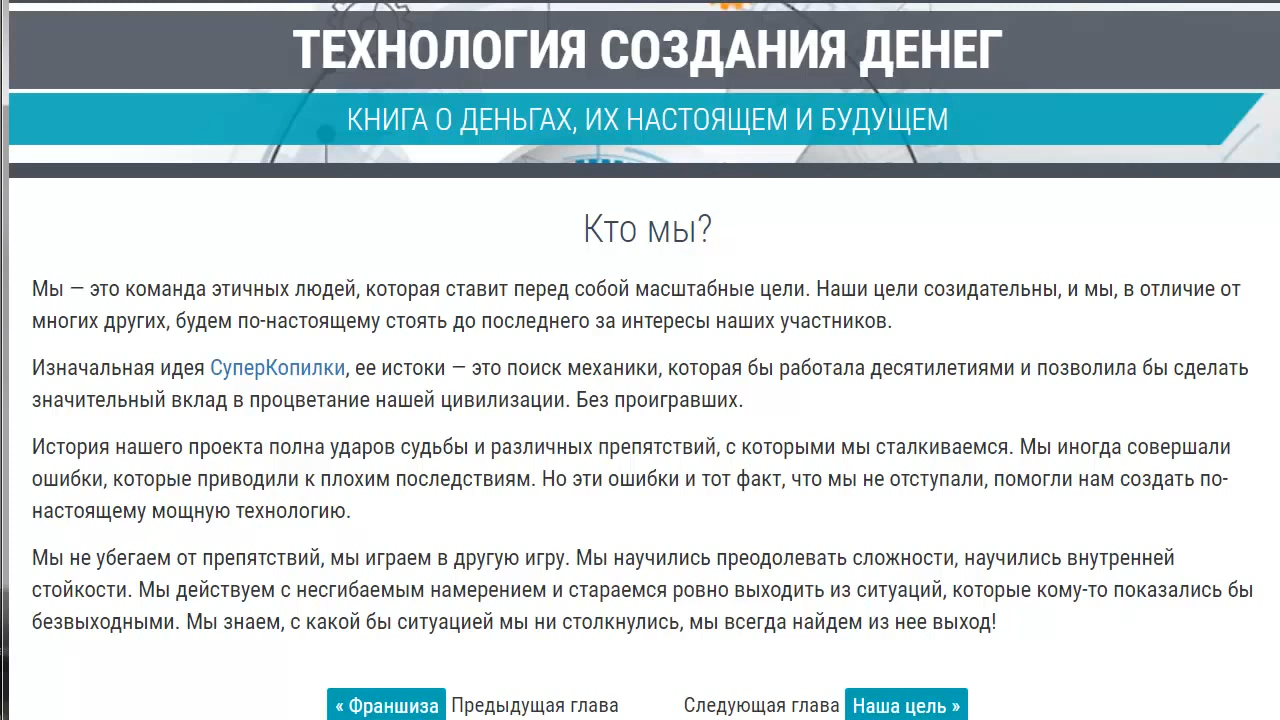 ТЕХНОЛОГИЯ СОЗДАНИЯ ДЕНЕГ
КНИГА О ДЕНЬГАХ, ИХ НАСТОЯЩЕМ И БУДУЩЕМ
Кто мы?
Мы — это команда этичных людей, которая ставит перед собой масштабные цели. Наши цели созидательны, и мы, в отличие от
многих других, будем по-настоящему стоять до последнего за интересы наших участников.
Изначальная идея СуперКопилки, ее истоки — это поиск механики, которая бы работала десятилетиями и позволила бы сделать
значительный вклад в процветание нашей цивилизации. Без проигравших.
История нашего проекта полна ударов судьбы и различных препятствий, с которыми мы сталкиваемся. Мы иногда совершали
ошибки, которые приводили к плохим последствиям. Но эти ошибки и тот факт, что мы не отступали, помогли нам создать по-
настоящему мощную технологию.
Мы не убегаем от препятствий, мы играем в другую игру. Мы научились преодолевать сложности, научились внутренней
стойкости. Мы действуем с несгибаемым намерением и стараемся ровно выходить из ситуаций, которые кому-то показались бы
безвыходными. Мы знаем, с какой бы ситуацией мы ни столкнулись, мы всегда найдем из нее выход!
« Франшиза Предыдущая глава Следующая глава Наша цель »